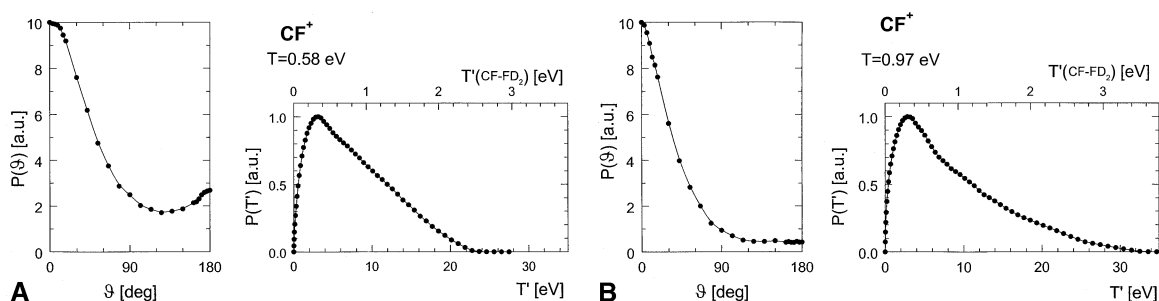 10
8
6
4
2
0
P(ϑ) [a.u.]
0 90 180
ϑ [deg]
A
CF+
T=0.58 eV
T'(CF-FD2) [eV]
0 1 2 3
1.0
0.5
0.0
P(T') [a.u.]
0 10 20 30
T' [eV]
10
8
6
4
2
0
P(ϑ) [a.u.]
0 90 180
ϑ [deg]
B
CF+
T=0.97 eV
T'(CF-FD2) [eV]
0 1 2 3
1.0
0.5
0.0
P(T') [a.u.]
0 10 20 30
T' [eV]